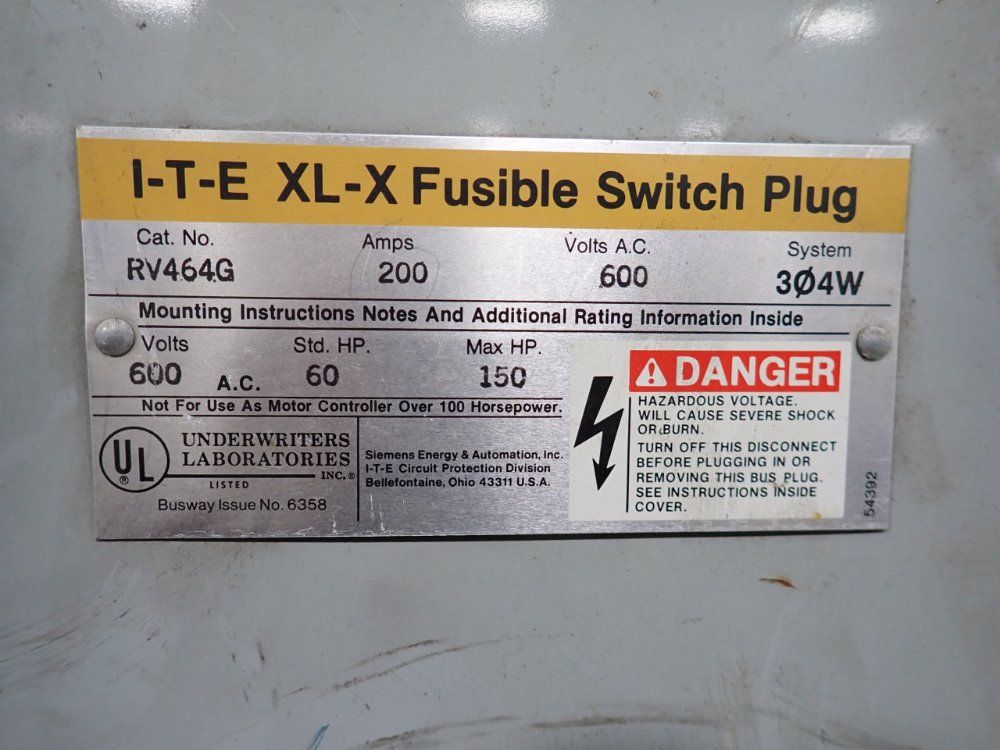 I-T-E XL-X Fusible Switch Plug
Cat. No. Amps Volts A.C. System
RV464G 200 600 3Ø4W
Mounting Instructions Notes And Additional Rating Information Inside
Volts Std. HP. Max HP.
600 A.C. 60 150
Not For Use As Motor Controller Over 100 Horsepower.
UL
®
UNDERWRITERS
LABORATORIES
INC.®
LISTED
Busway Issue No. 6358
Siemens Energy & Automation, Inc.
I-T-E Circuit Protection Division
Bellefontaine, Ohio 43311 U.S.A.
DANGER
HAZARDOUS VOLTAGE.
WILL CAUSE SEVERE SHOCK
OR BURN.
TURN OFF THIS DISCONNECT
BEFORE PLUGGING IN OR
REMOVING THIS BUS PLUG.
SEE INSTRUCTIONS INSIDE
COVER.
54392